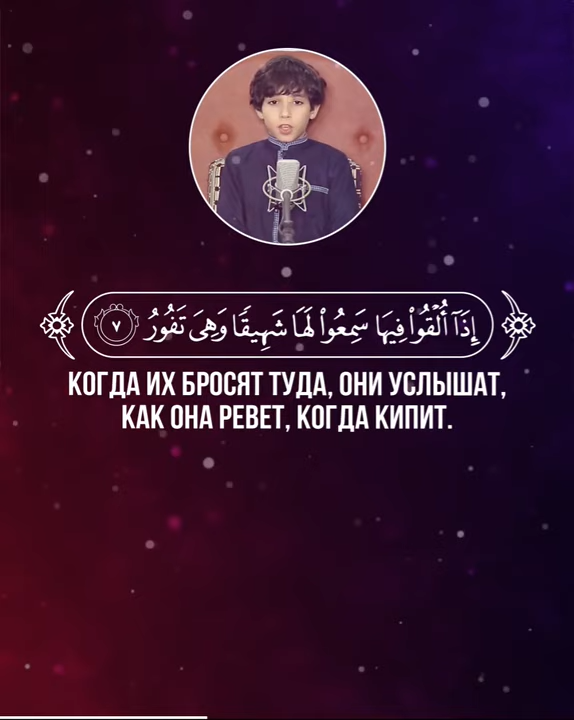 إِذَآ أُلْقُوا۟ فِيهَا سَمِعُوا۟ لَهَا شَهِيقًا وَهِىَ تَفُورُ ٧
КОГДА ИХ БРОСЯТ ТУДА, ОНИ УСЛЫШАТ,
КАК ОНА РЕВЕТ, КОГДА КИПИТ.